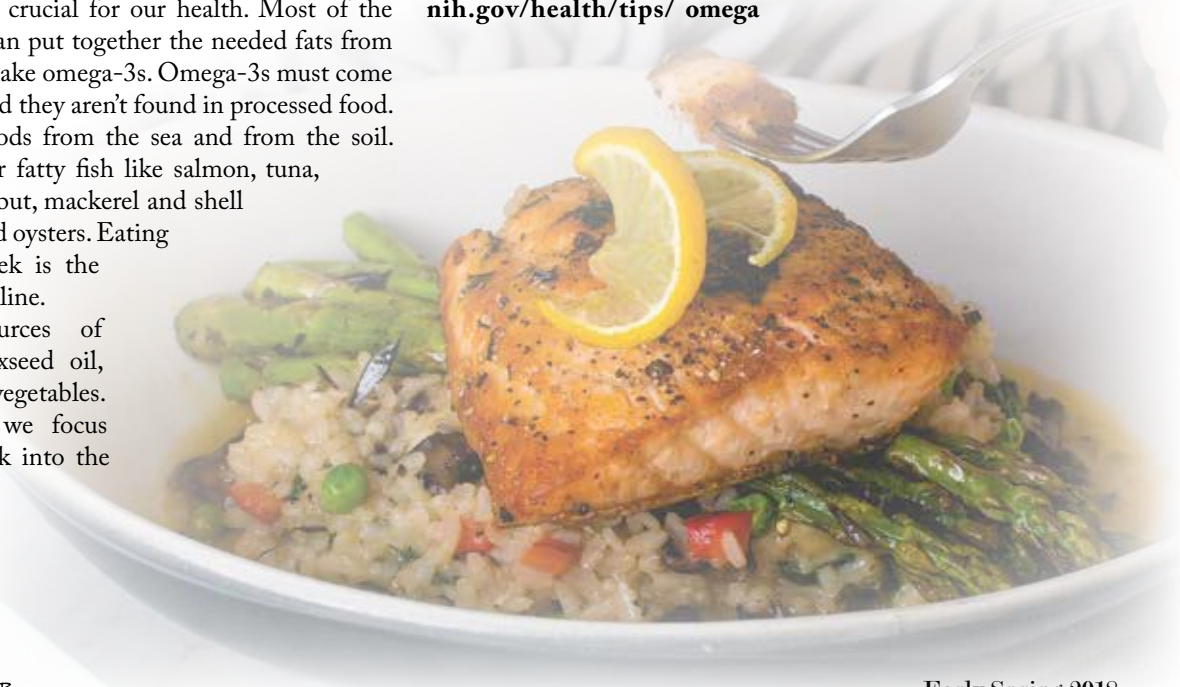 crucial for our health. Most of the
an put together the needed fats from
ake omega-3s. Omega-3s must come
d they aren't found in processed food.
ods from the sea and from the soil.
r fatty fish like salmon, tuna,
out, mackerel and shell
d oysters. Eating
ek is the
line.
urces of
xseed oil,
vegetables.
we focus
k into the
nih.gov/health/tips/ omega
Early Spring 2018